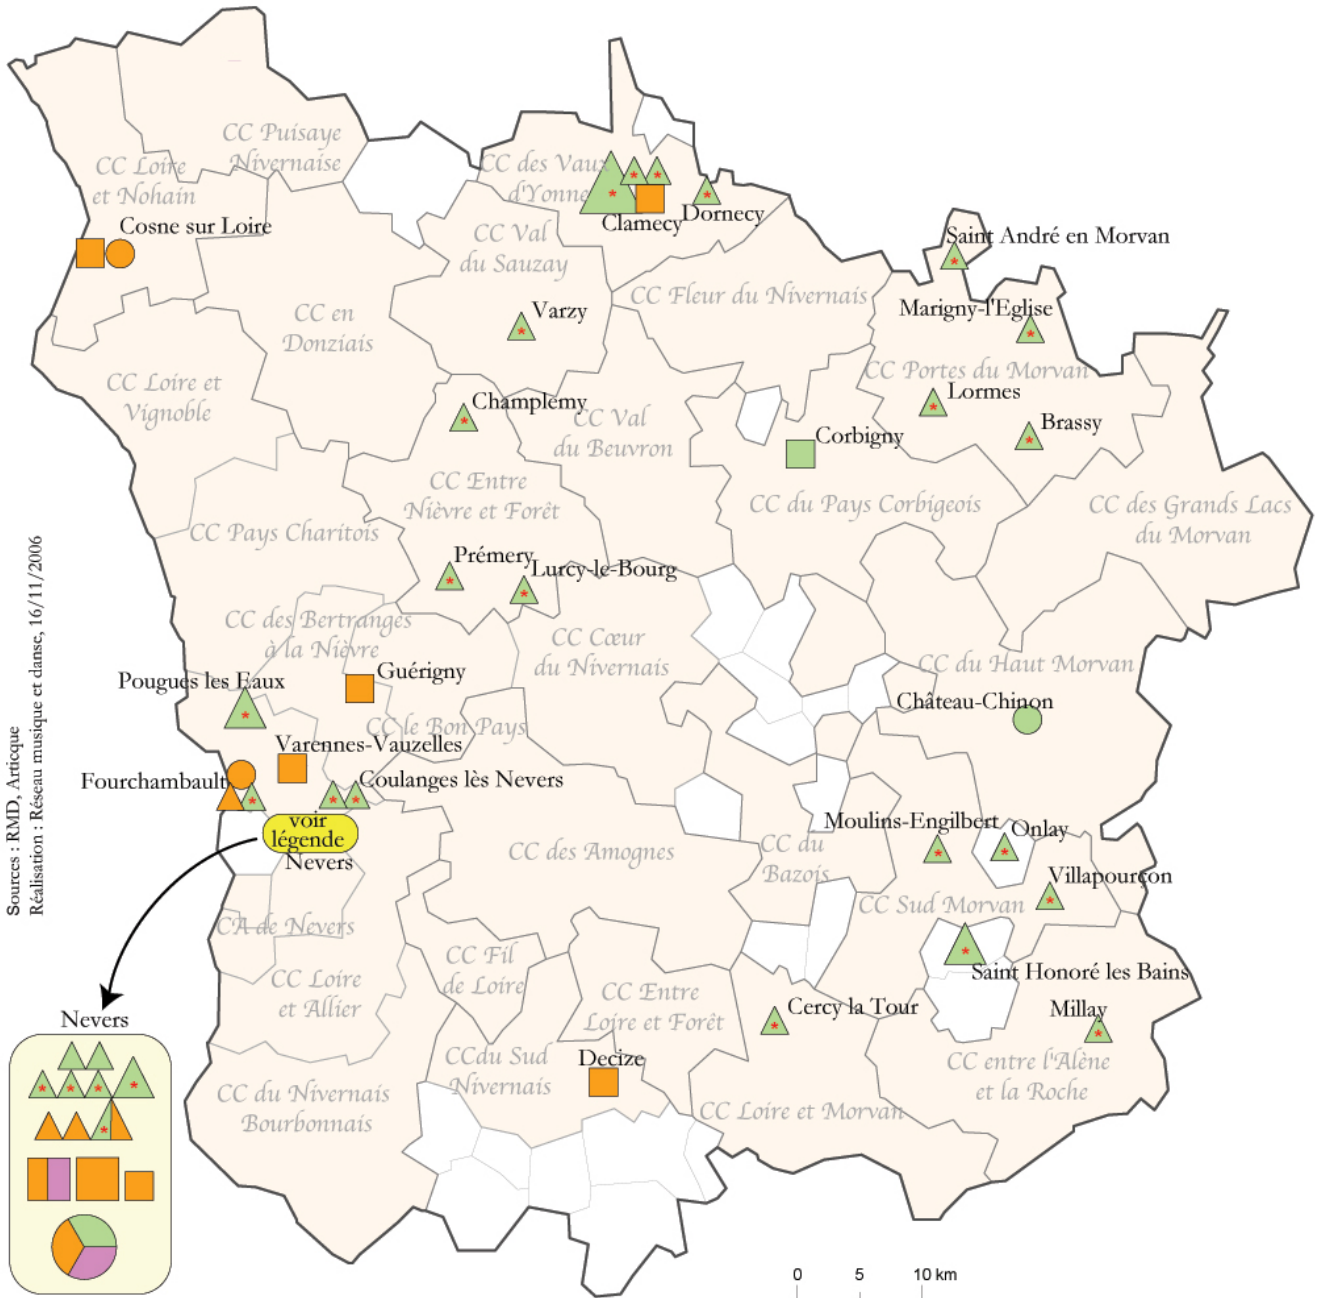 CC Puisaye
Nivernaise
CC Loire
et Nohain
Cosne sur Loire
CC des Vaux
d'Yonne
Clamecy
Dornecy
CC Val
du Sauzay
Saint André en Morvan
CC Fleur du Nivernais
Marigny-l'Eglise
CC en
Donziais
Varzy
CC Portes du Morvan
CC Loire et
Vignoble
Lormes
Champlemy
CC Val
du Beuvron
Brassy
Corbigny
CC Entre
Nièvre et Forêt
CC du Pays Corbigeois
CC des Grands Lacs
du Morvan
CC Pays Charitois
Prémery
Lurcy-le-Bourg
CC des Bertranges
à la Nièvre
CC Cœur
du Nivernais
CC du Haut Morvan
Guérigny
Pougues les Eaux
Château-Chinon
CC le Bon Pays
Varennes-Vauzelles
Fourchambault
Coulanges lès Nevers
voir
légende
Nevers
Moulins-Engilbert
Onlay
CC des Amognes
CC du
Bazois
Villapourçon
CC Sud Morvan
CA de Nevers
CC Fil
de Loire
Saint Honoré les Bains
CC Loire
et Allier
CC Entre
Loire et Forêt
Cercy la Tour
Millay
Nevers
CCdu Sud
Nivernais
Decize
CC entre l'Alène
et la Roche
CC du Nivernais
Bourbonnais
CC Loire et Morvan
0 5 10 km
Sources : RMD, Articque
Réalisation : Réseau musique et danse, 16/11/2006